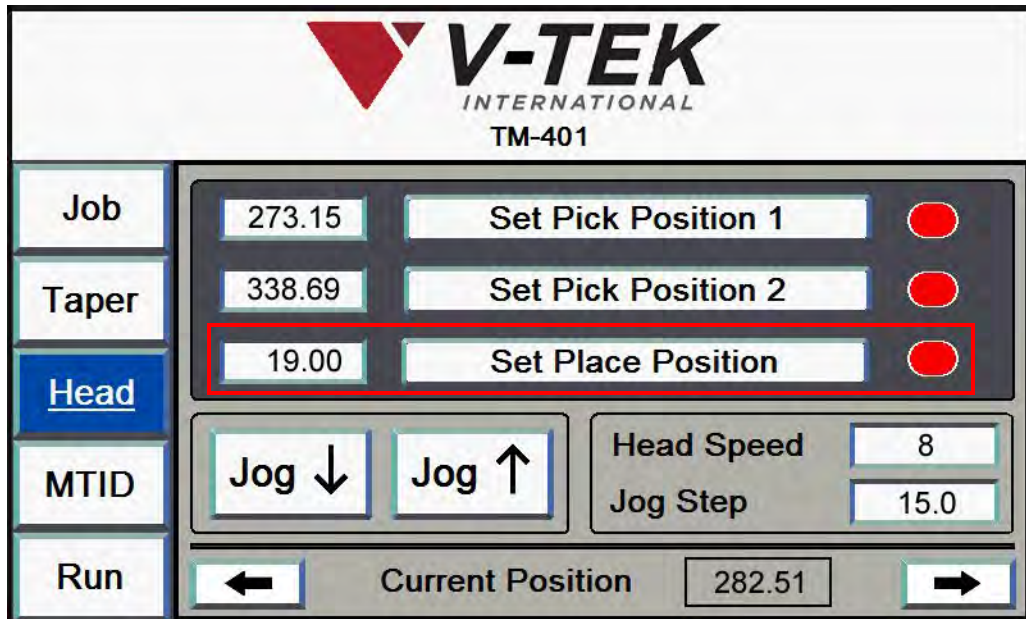 V-TEK
INTERNATIONAL
TM-401
Job
Taper
Head
MTID
Run
273.15 Set Pick Position 1
338.69 Set Pick Position 2
19.00 Set Place Position
Jog ↓ Jog ↑
Head Speed 8
Jog Step 15.0
← Current Position 282.51 →